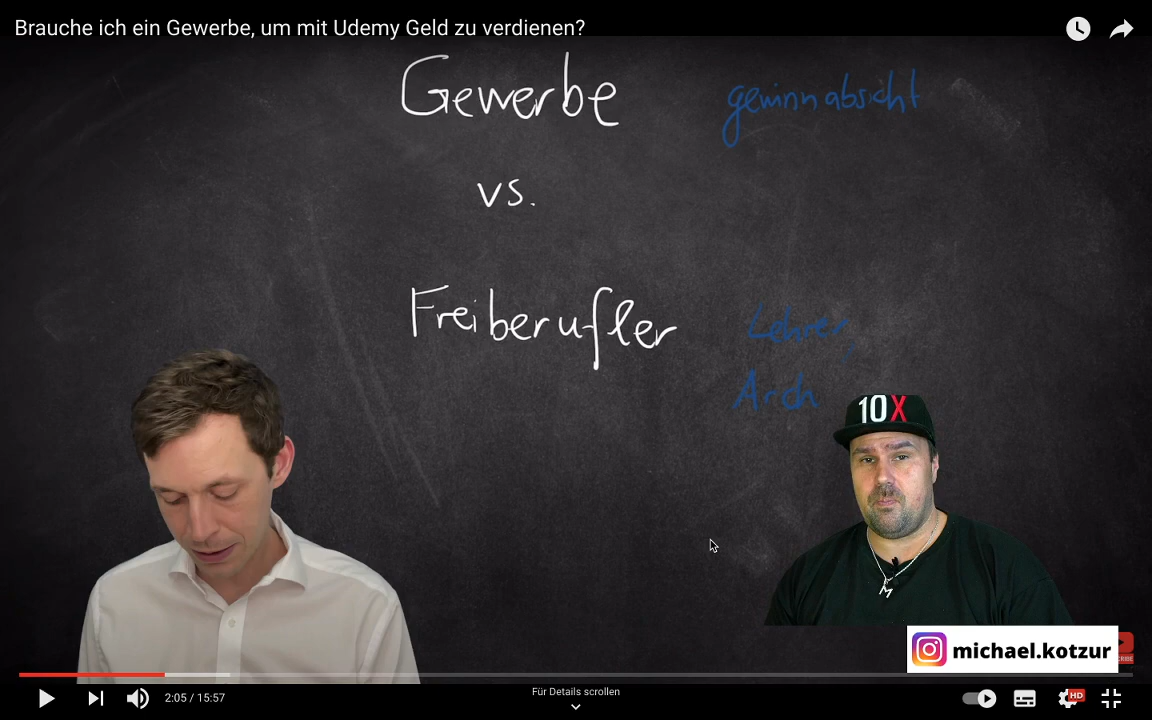 Brauche ich ein Gewerbe, um mit Udemy Geld zu verdienen?
Gewerbe
gewinnabsicht
vs.
Freiberufler
Lehrer,
Arch
10X
M
michael.kotzur
2:05 / 15:57
Für Details scrollen
HD